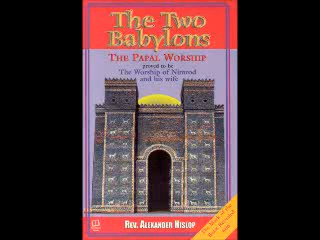 The Two
Babylons
THE PAPAL WORSHIP
proved to be
The Worship of Nimrod
and his wife
REV. ALEXANDER HISLOP